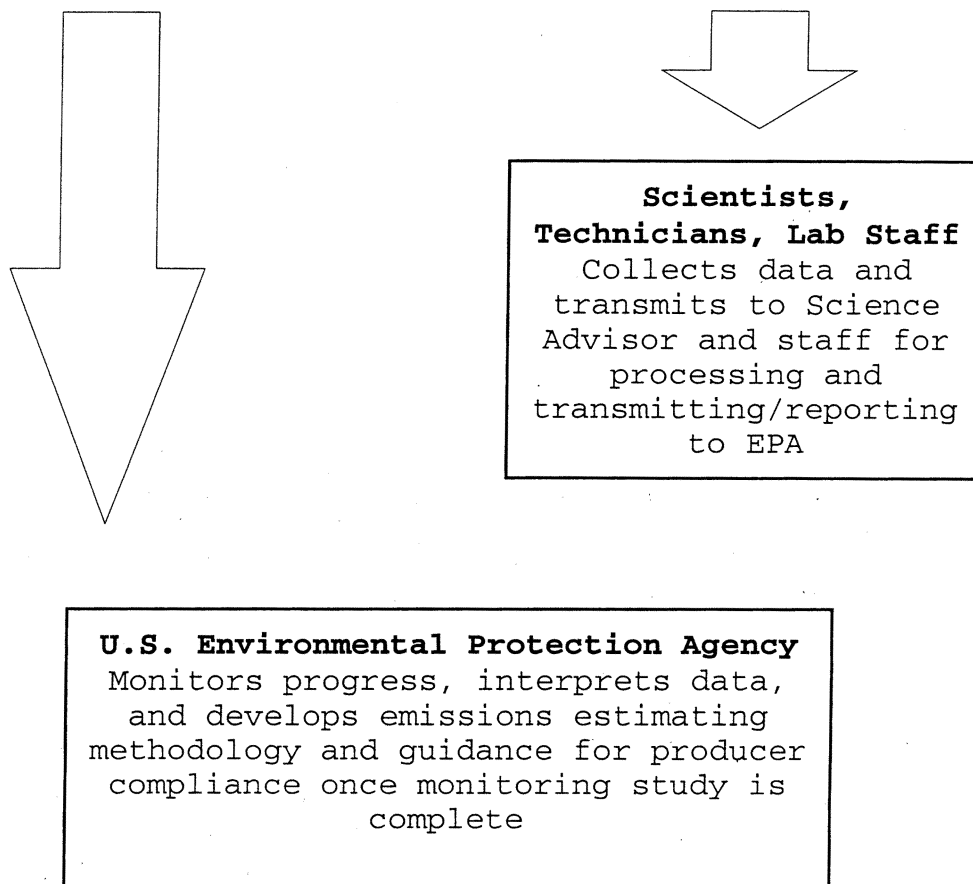 Scientists,
Technicians, Lab Staff
Collects data and
transmits to Science
Advisor and staff for
processing and
transmitting/reporting
to EPA
U.S. Environmental Protection Agency
Monitors progress, interprets data,
and develops emissions estimating
methodology and guidance for producer
compliance once monitoring study is
complete